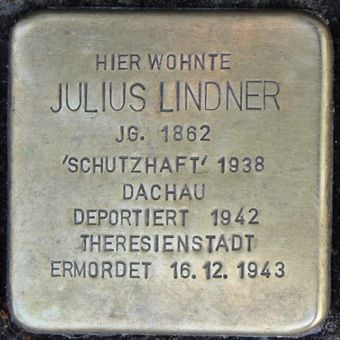 HIER WOHNTE
JULIUS LINDNER
JG. 1862
'SCHUTZHAFT' 1938
DACHAU
DEPORTIERT 1942
THERESIENSTADT
ERMORDET 16.12.1943